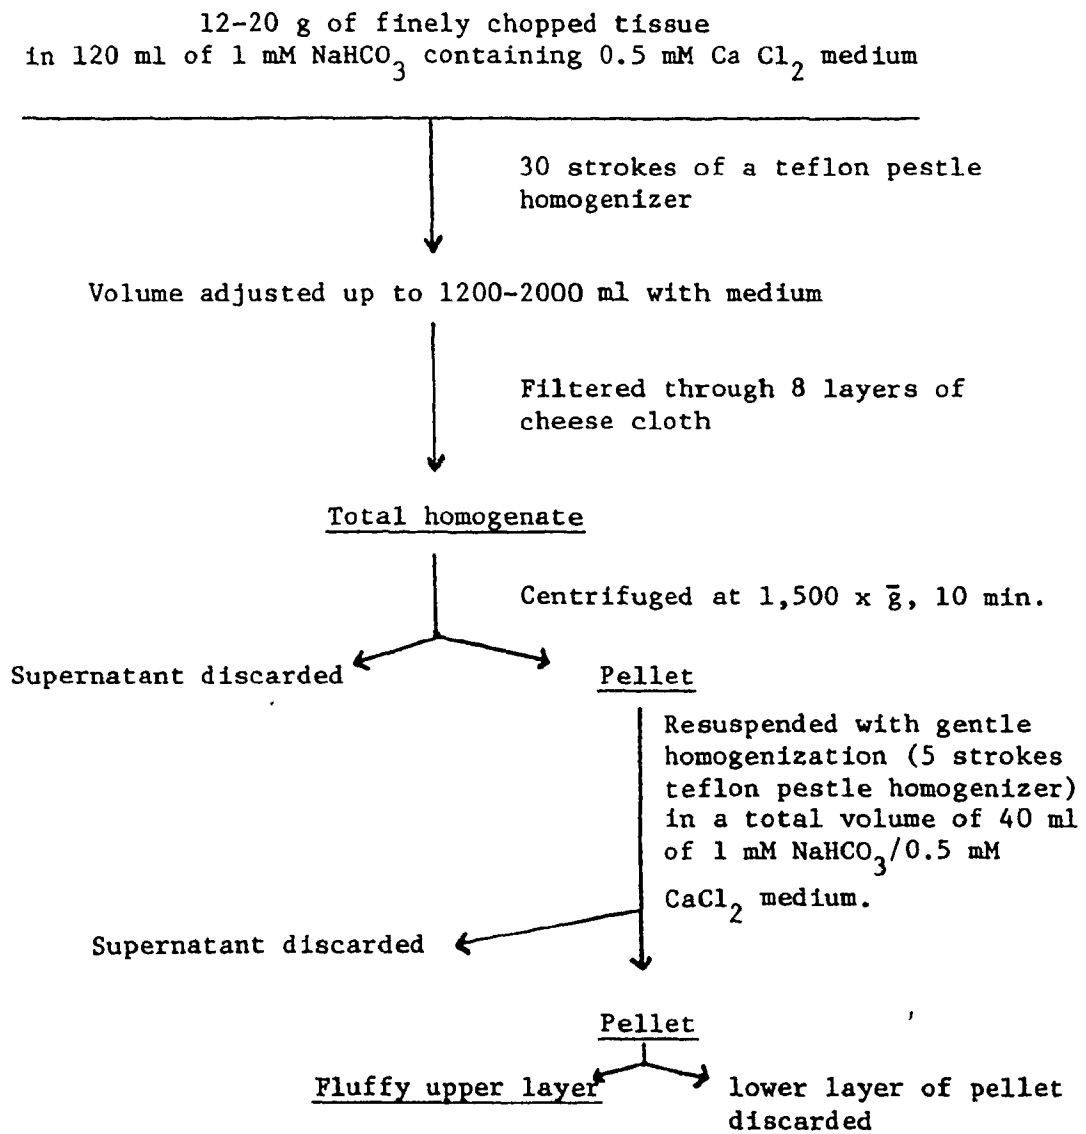 12-20 g of finely chopped tissue
in 120 ml of 1 mM NaHCO3 containing 0.5 mM Ca Cl2 medium
30 strokes of a teflon pestle
homogenizer
Volume adjusted up to 1200-2000 ml with medium
Filtered through 8 layers of
cheese cloth
Total homogenate
Centrifuged at 1,500 x g̅, 10 min.
Supernatant discarded
Pellet
Resuspended with gentle
homogenization (5 strokes
teflon pestle homogenizer)
in a total volume of 40 ml
of 1 mM NaHCO3/0.5 mM
CaCl2 medium.
Supernatant discarded
Pellet
Fluffy upper layer
lower layer of pellet
discarded